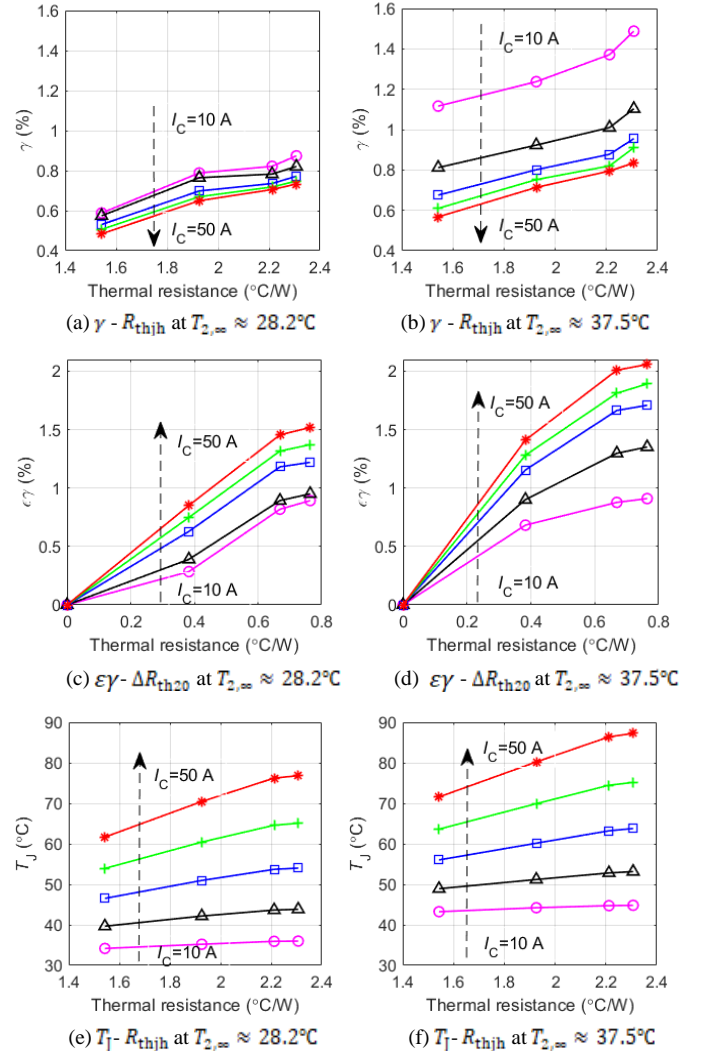 1.6
1.4
1.2
1
0.8
0.6
0.4
γ (%)
I_C=10 A
I_C=50 A
1.4 1.6 1.8 2 2.2 2.4
Thermal resistance (°C/W)
(a) γ - R_thjh at T_2,∞ ≈ 28.2℃
1.6
1.4
1.2
1
0.8
0.6
0.4
γ (%)
I_C=10 A
I_C=50 A
1.4 1.6 1.8 2 2.2 2.4
Thermal resistance (°C/W)
(b) γ - R_thjh at T_2,∞ ≈ 37.5℃
2
1.5
1
0.5
0
ϵγ (%)
I_C=50 A
I_C=10 A
0 0.2 0.4 0.6 0.8
Thermal resistance (°C/W)
(c) εγ - ΔR_th20 at T_2,∞ ≈ 28.2℃
2
1.5
1
0.5
0
ϵγ (%)
I_C=50 A
I_C=10 A
0 0.2 0.4 0.6 0.8
Thermal resistance (°C/W)
(d) εγ - ΔR_th20 at T_2,∞ ≈ 37.5℃
90
80
70
60
50
40
30
T_J (°C)
I_C=50 A
I_C=10 A
1.4 1.6 1.8 2 2.2 2.4
Thermal resistance (°C/W)
(e) T_J - R_thjh at T_2,∞ ≈ 28.2℃
90
80
70
60
50
40
30
T_J (°C)
I_C=50 A
I_C=10 A
1.4 1.6 1.8 2 2.2 2.4
Thermal resistance (°C/W)
(f) T_J - R_thjh at T_2,∞ ≈ 37.5℃